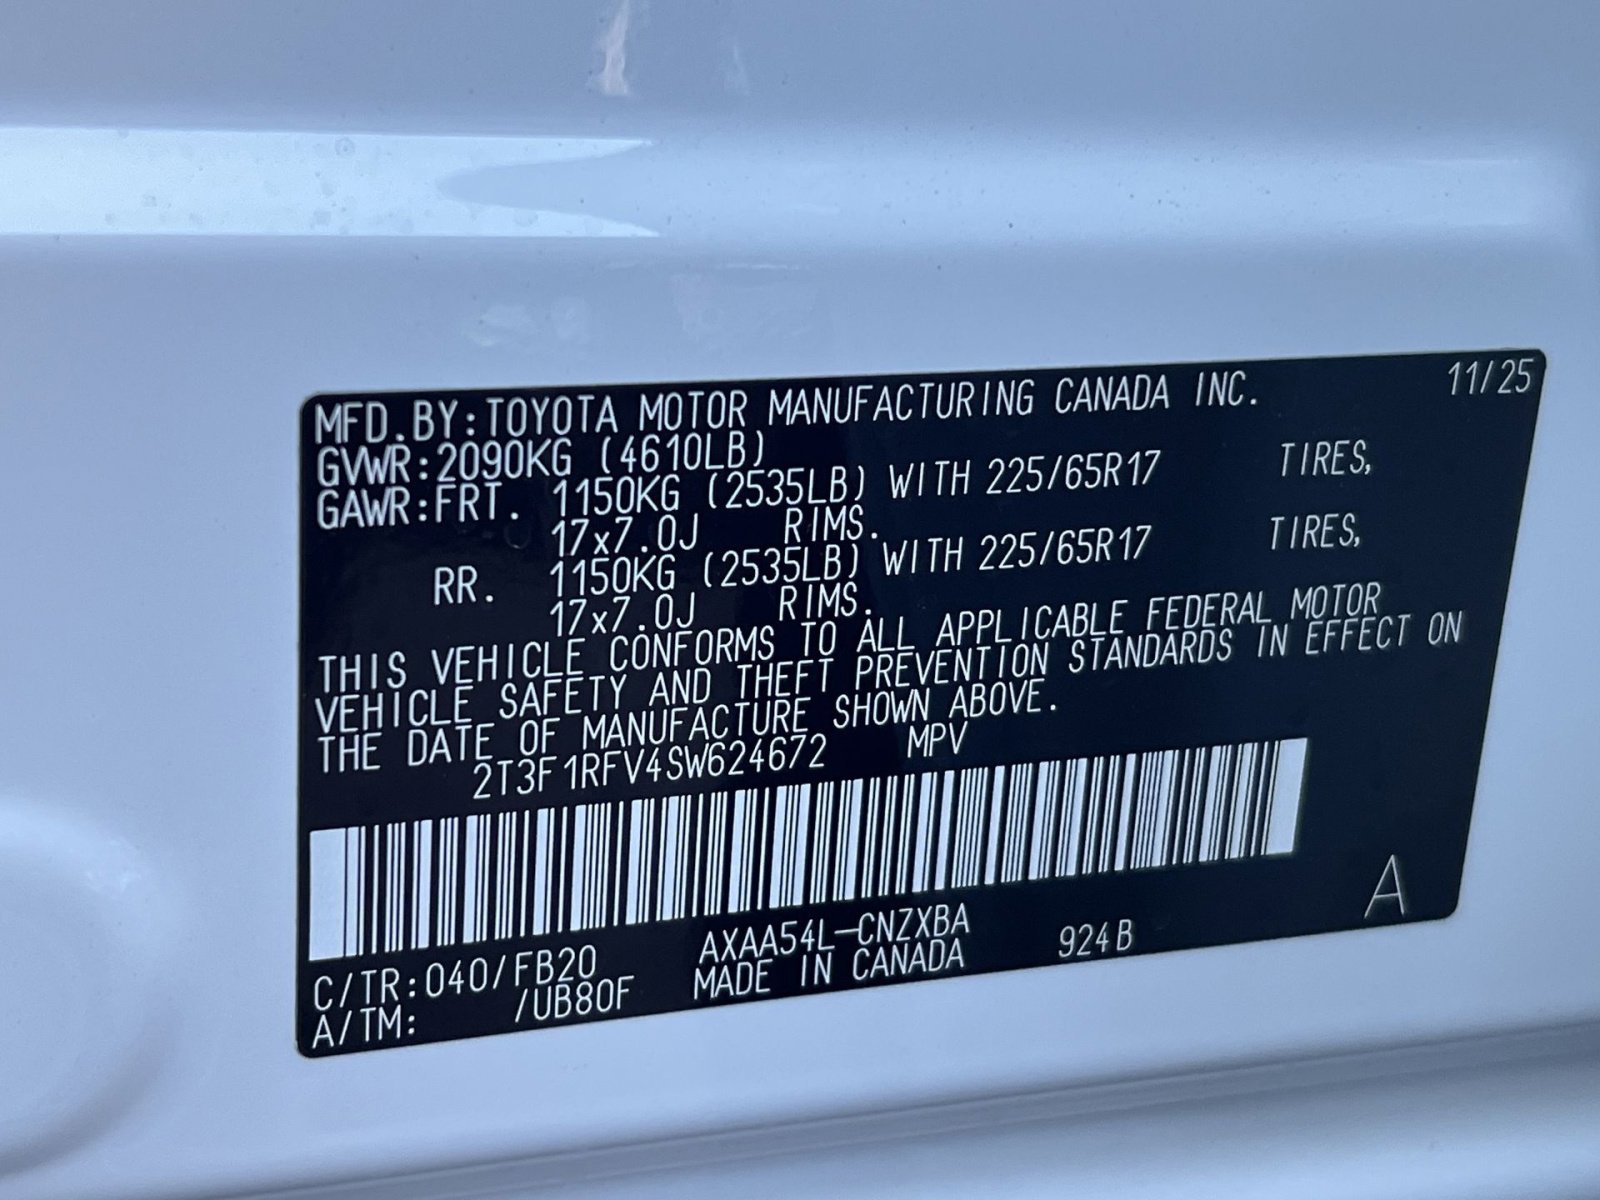 MFD.BY:TOYOTA MOTOR MANUFACTURING CANADA INC. 11/25
GVWR:2090KG (4610LB)
GAWR:FRT. 1150KG (2535LB) WITH 225/65R17 TIRES,
17x7.0J RIMS.
RR. 1150KG (2535LB) WITH 225/65R17 TIRES,
17x7.0J RIMS.
THIS VEHICLE CONFORMS TO ALL APPLICABLE FEDERAL MOTOR
VEHICLE SAFETY AND THEFT PREVENTION STANDARDS IN EFFECT ON
THE DATE OF MANUFACTURE SHOWN ABOVE.
2T3F1RFV4SW624672 MPV
C/TR:040/FB20 AXAA54L-CNZXBA
A/TM: /UB80F MADE IN CANADA 924B A